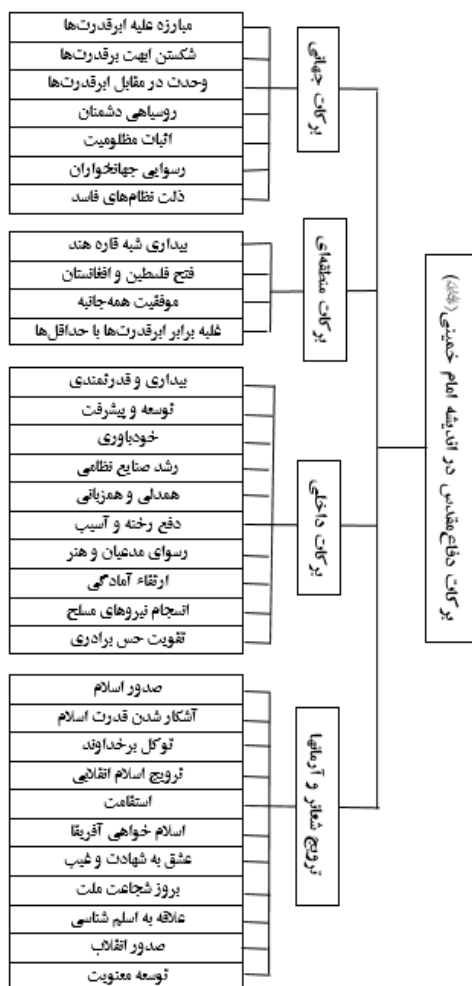 برکات دفاع‌مقدس در اندیشه امام خمینی
برکات جهانی
مبارزه علیه ابرقدرت‌ها
شکستن ابهت برقدرت‌ها
وحدت در مقابل ابرقدرت‌ها
روسیاهی دشمنان
اثبات مظلومیت
رسوایی جهانخواران
ذلت نظام‌های فاسد
برکات منطقه‌ای
بیداری شبه قاره هند
فتح فلسطین و افغانستان
موفقیت همه‌جانبه
غلبه برابر ابرقدرت‌ها با حداقل‌ها
برکات داخلی
بیداری و قدرتمندی
توسعه و پیشرفت
خودباوری
رشد صنایع نظامی
همدلی و همزبانی
دفع رخنه و آسیب
رسوای مدعیان و هنر
ارتقاء آمادگی
انسجام نیروهای مسلح
تقویت حس برادری
ترویج شعائر و آرمانها
صدور اسلام
آشکار شدن قدرت اسلام
توکل برخداوند
ترویج اسلام انقلابی
استقامت
اسلام خواهی آفریقا
عشق به شهادت و غیب
بروز شجاعت ملت
علاقه به اسلم شناسی
صدور انقلاب
توسعه معنویت